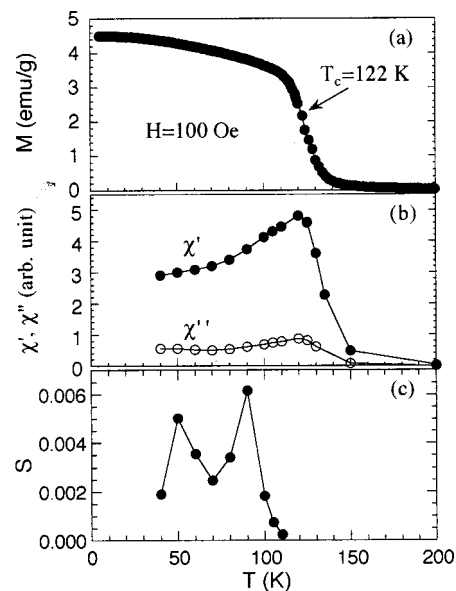 (a)
T_c=122 K
H=100 Oe
M (emu/g)
5
4
3
2
1
0
(b)
χ'
χ''
χ', χ'' (arb. unit)
5
4
3
2
1
0
(c)
S
0.006
0.004
0.002
0.000
0 50 100 150 200
T (K)